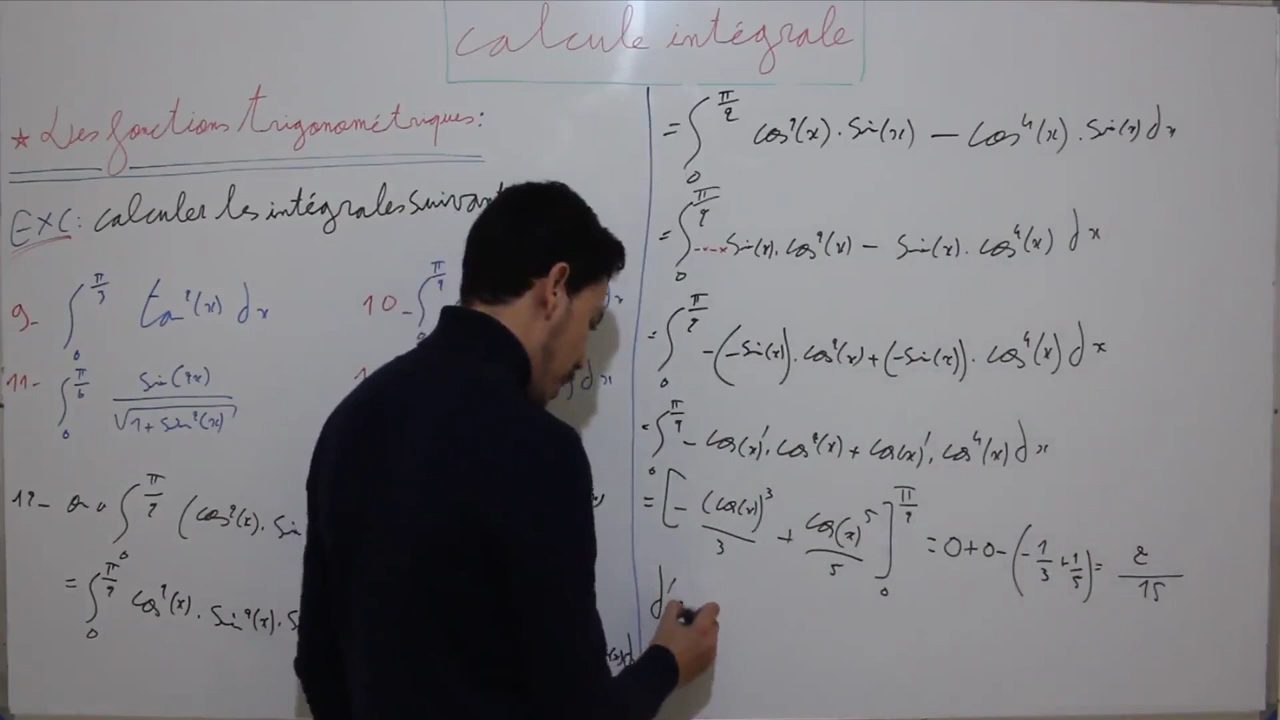 calcule intégrale
* Les fonctions trigonométriques:
EXC: calculer les intégrales suivant
9- ∫₀^(π/3) tan²(x) dx
10- ∫₀^(π/2)
11- ∫₀^(π/6) sin(2x)/√(1+sin²(x))
12- on a ∫₀^(π/2) (cos²(x). Sin
= ∫₀^(π/2) cos²(x). Sin²(x). S
= ∫₀^(π/2) cos²(x). Sin(x) - cos⁴(x). Sin(x) dx
= ∫₀^(π/2) Sin(x). cos²(x) - Sin(x). cos⁴(x) dx
= ∫₀^(π/2) -(-Sin(x)). cos²(x) + (-Sin(x)). cos⁴(x) dx
= ∫₀^(π/2) - cos(x)'. cos²(x) + cos(x)'. cos⁴(x) dx
= [- (cos(x))³/3 + cos(x)⁵/5]₀^(π/2) = 0+0-(-1/3 + 1/5) = 2/15
d'